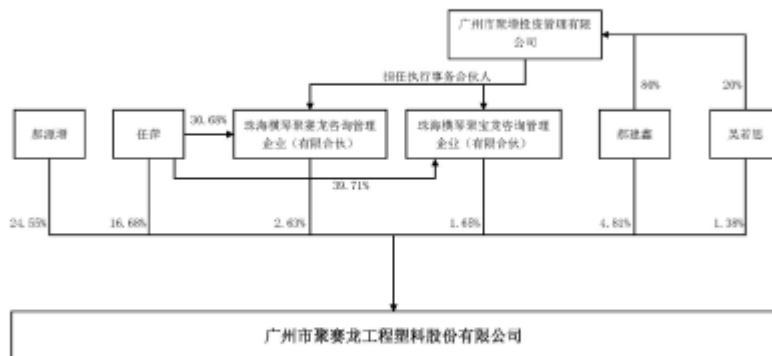 广州市聚增投资管理有限
公司
担任执行事务合伙人
80%
20%
郝源增
任萍
30.68%
珠海横琴聚赛龙咨询管理
企业（有限合伙）
珠海横琴聚宝龙咨询管理
企业（有限合伙）
郝建鑫
吴若思
39.71%
24.55%
16.68%
2.63%
1.65%
4.81%
1.38%
广州市聚赛龙工程塑料股份有限公司